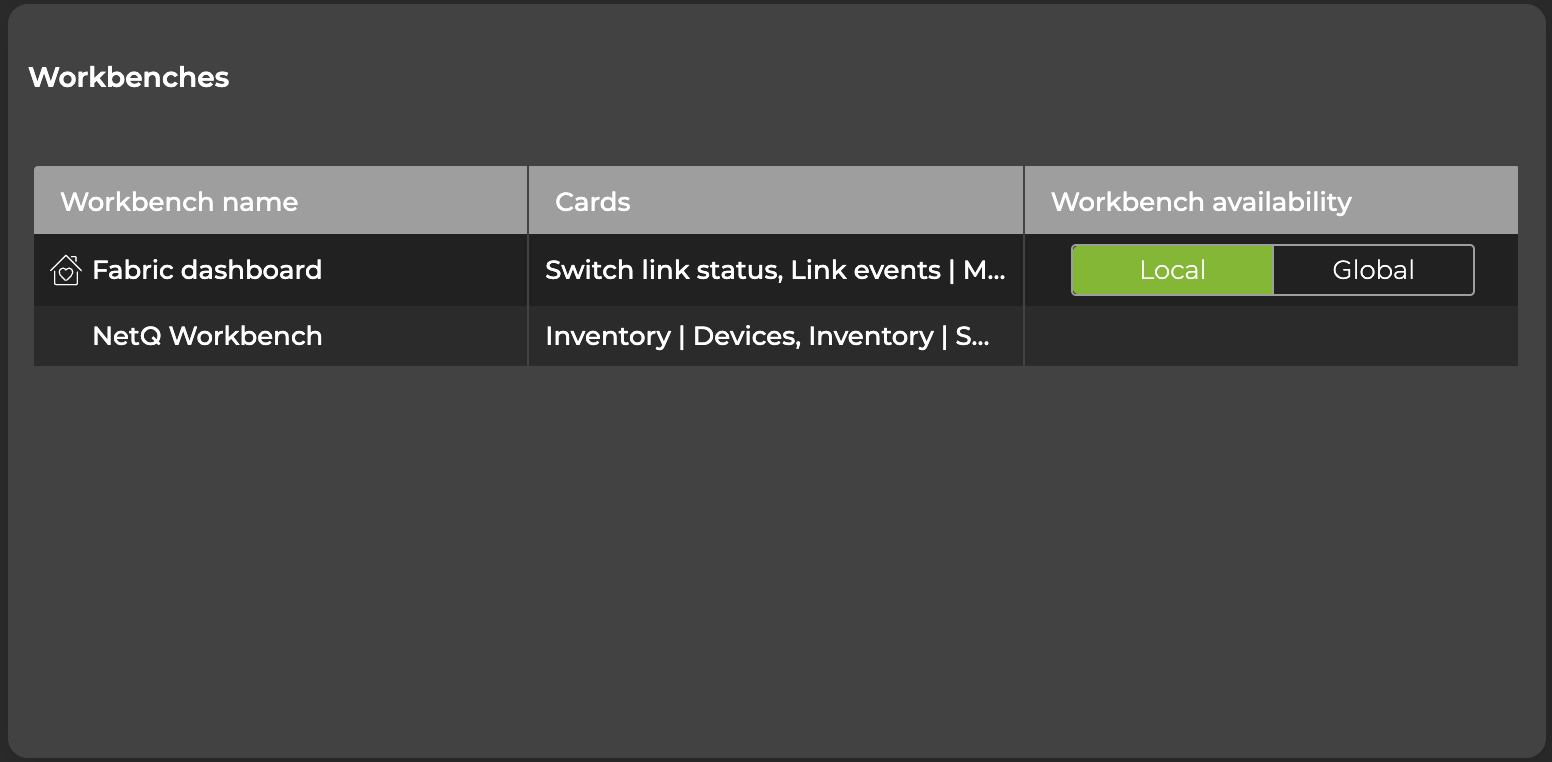 Workbenches
Workbench name Cards Workbench availability
Fabric dashboard Switch link status, Link events | M... Local Global
NetQ Workbench Inventory | Devices, Inventory | S...